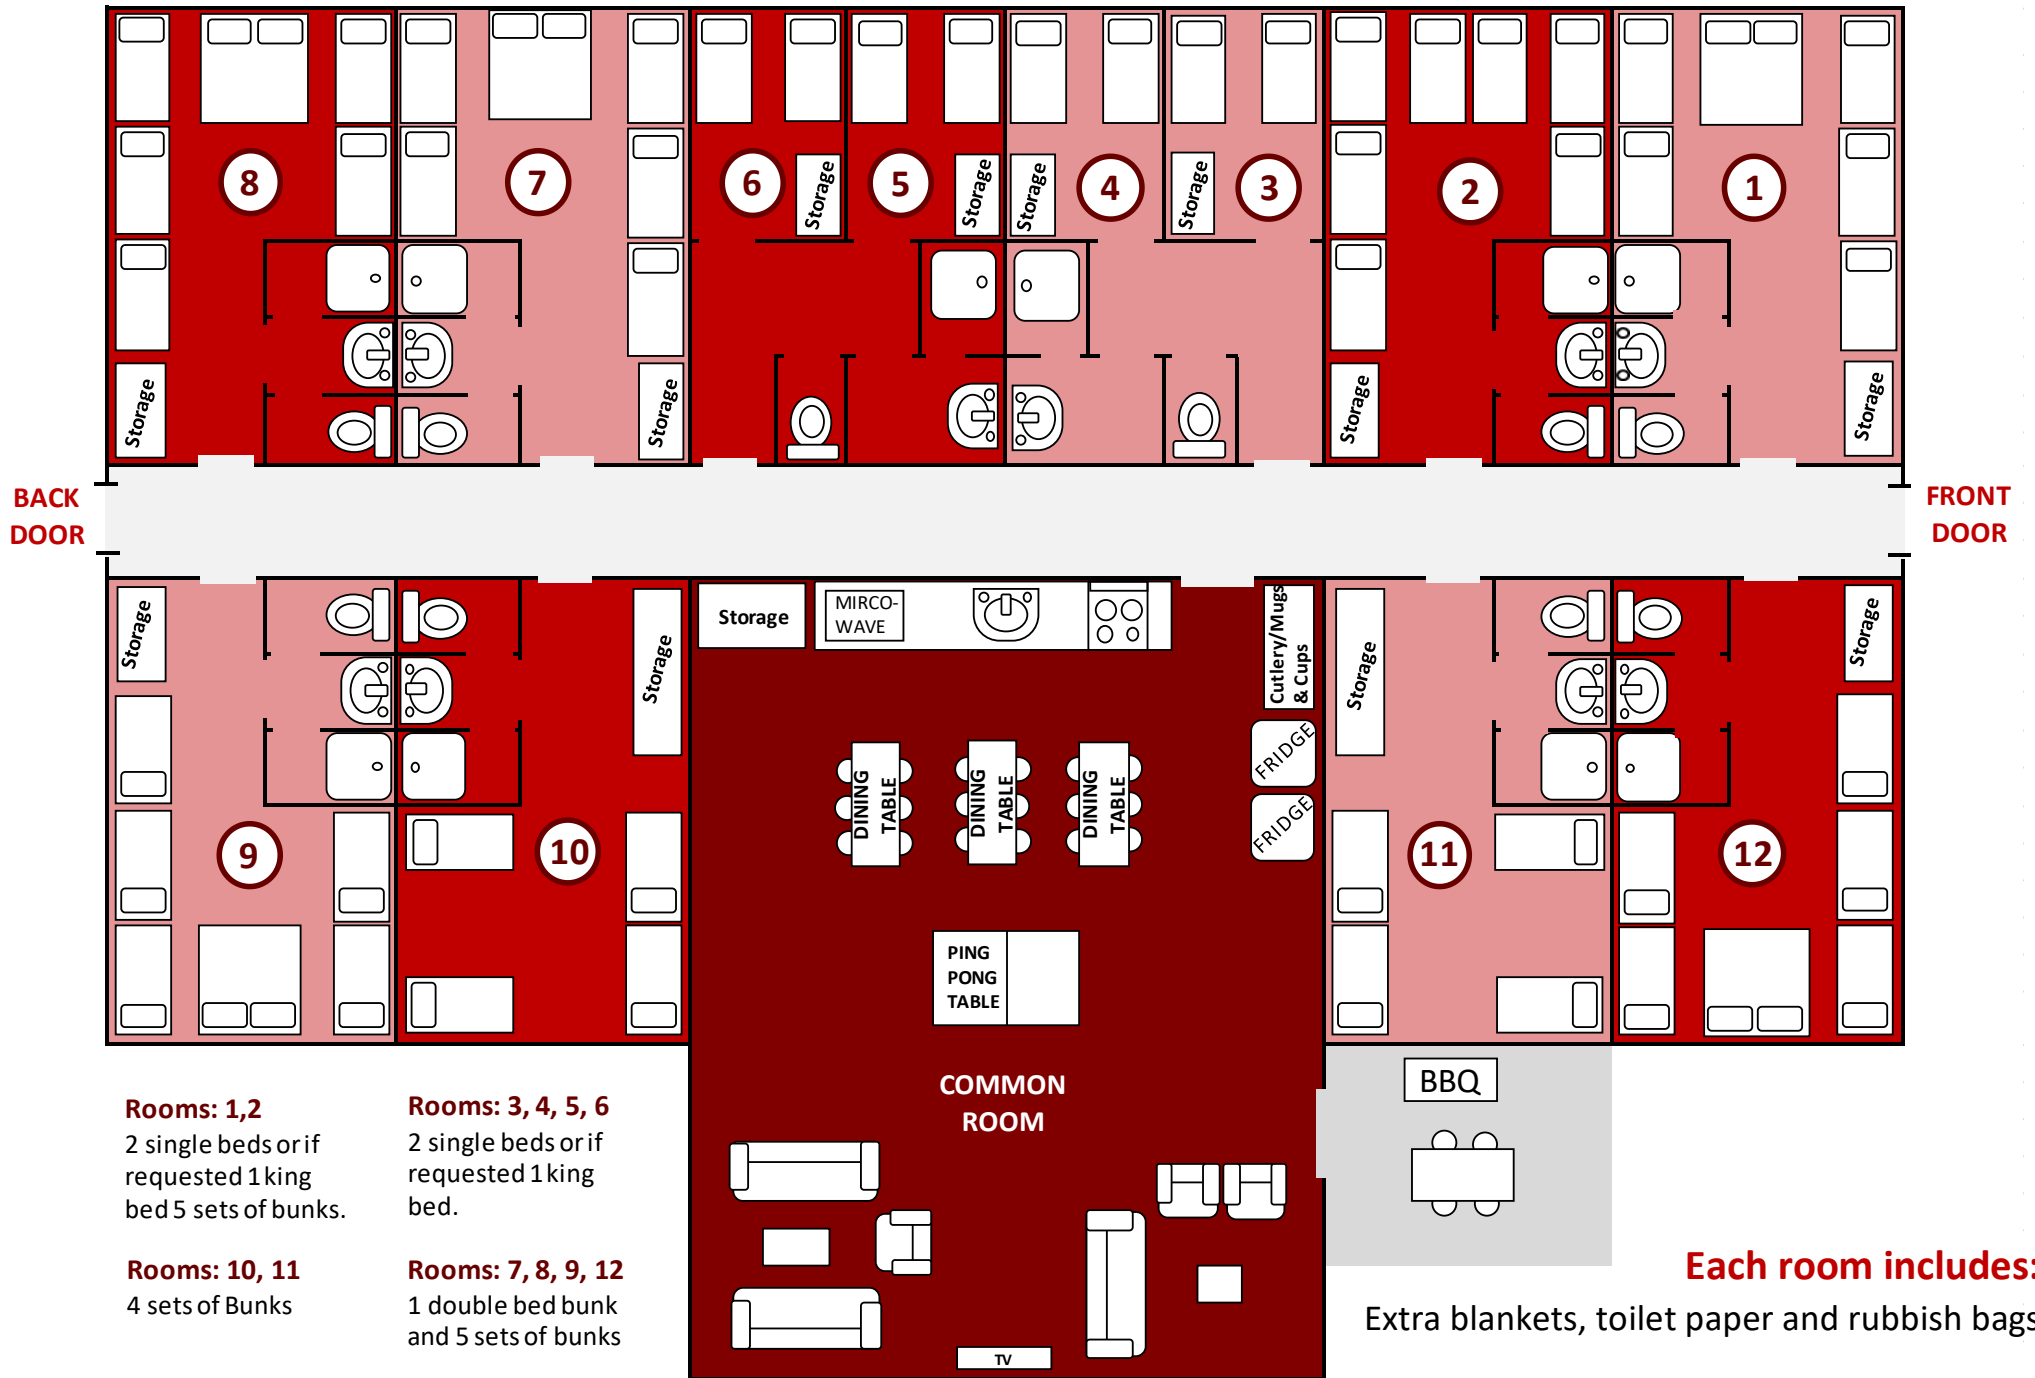 8
7
6
5
4
3
2
1
Storage
Storage
Storage
Storage
Storage
Storage
Storage
Storage
BACK
DOOR
FRONT
DOOR
Storage
Storage
Storage
MIRCO-
WAVE
Cutlery/Mugs
& Cups
Storage
Storage
FRIDGE
FRIDGE
DINING
TABLE
DINING
TABLE
DINING
TABLE
9
10
11
12
PING
PONG
TABLE
COMMON
ROOM
BBQ
TV
Rooms: 1,2
2 single beds or if
requested 1 king
bed 5 sets of bunks.
Rooms: 3, 4, 5, 6
2 single beds or if
requested 1 king
bed.
Rooms: 10, 11
4 sets of Bunks
Rooms: 7, 8, 9, 12
1 double bed bunk
and 5 sets of bunks
Each room includes:
Extra blankets, toilet paper and rubbish bags